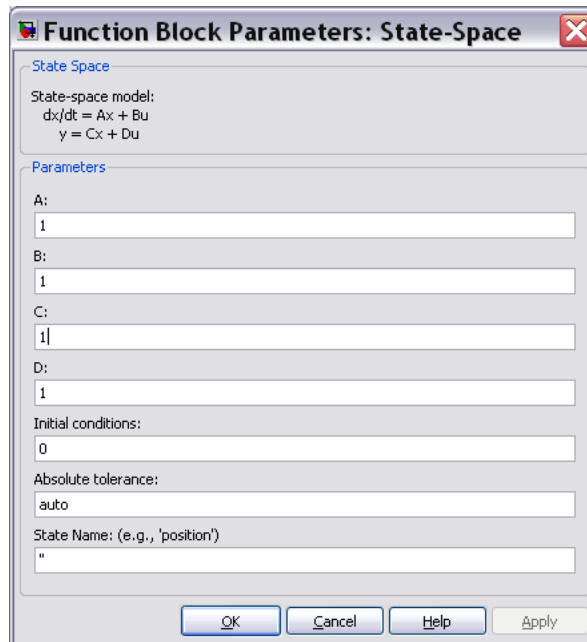 Function Block Parameters: State-Space
State Space
State-space model:
dx/dt = Ax + Bu
y = Cx + Du
Parameters
A:
1
B:
1
C:
1
D:
1
Initial conditions:
0
Absolute tolerance:
auto
State Name: (e.g., 'position')
''
OK Cancel Help Apply